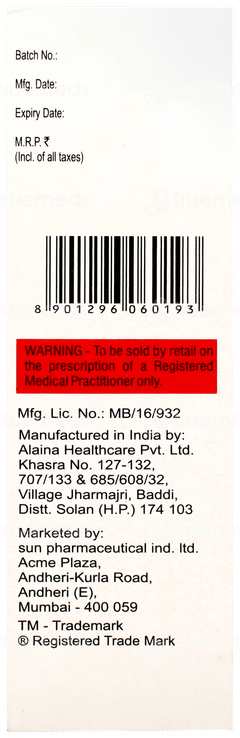 Batch No.:
Mfg. Date:
Expiry Date:
M.R.P. ₹
(Incl. of all taxes)
8 901296 060193
WARNING - To be sold by retail on
the prescription of a Registered
Medical Practitioner only.
Mfg. Lic. No.: MB/16/932
Manufactured in India by:
Alaina Healthcare Pvt. Ltd.
Khasra No. 127-132,
707/133 & 685/608/32,
Village Jharmajri, Baddi,
Distt. Solan (H.P.) 174 103
Marketed by:
sun pharmaceutical ind. ltd.
Acme Plaza,
Andheri-Kurla Road,
Andheri (E),
Mumbai - 400 059
TM - Trademark
® Registered Trade Mark